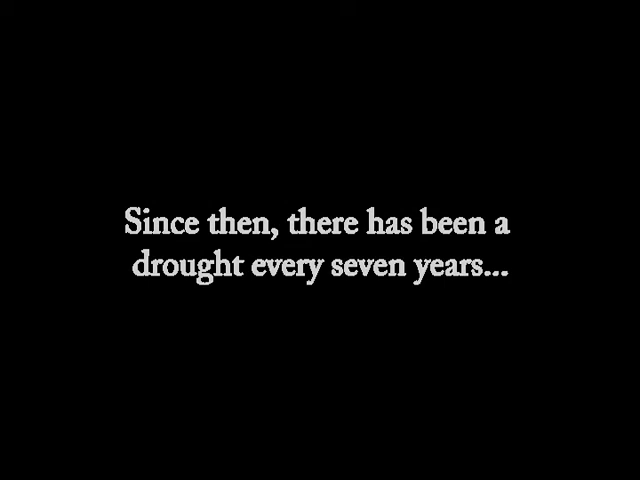 Since then, there has been a
drought every seven years...